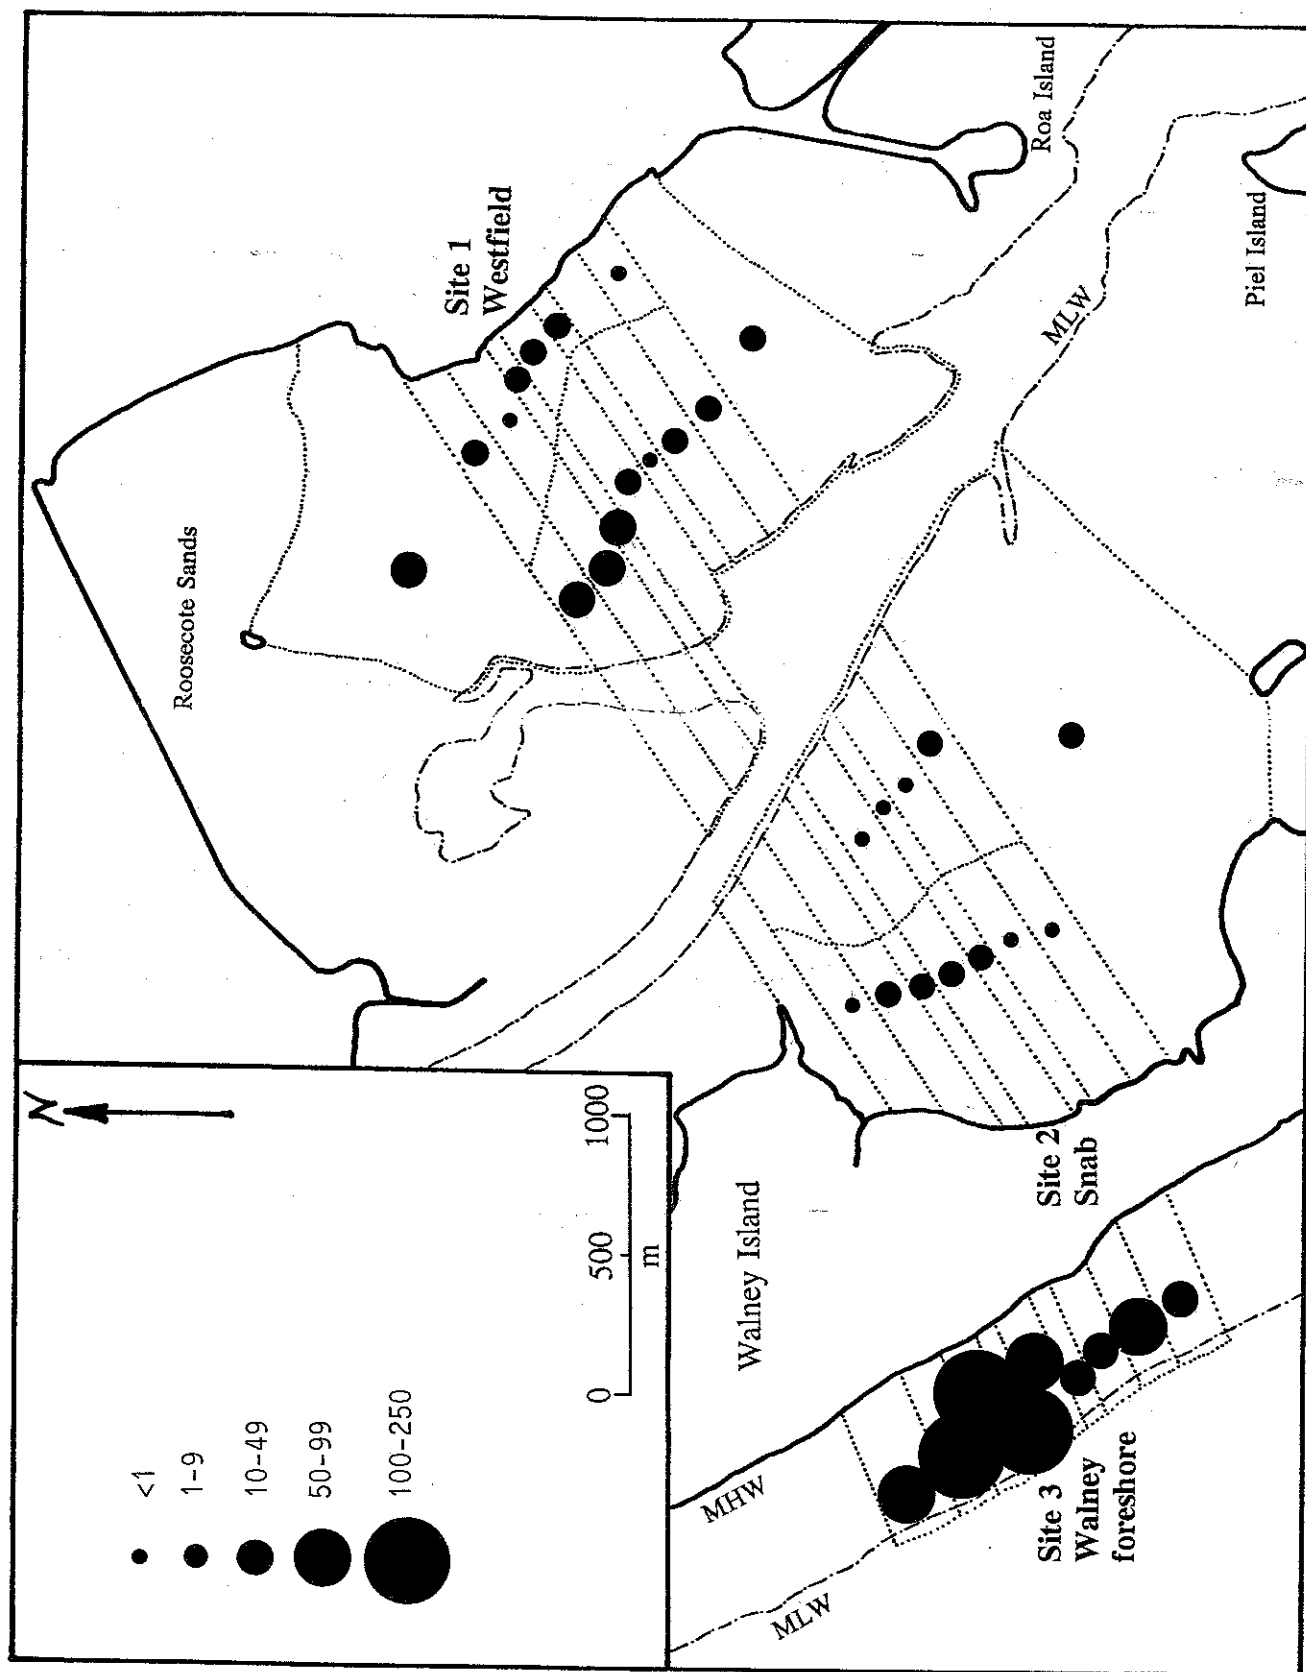 N
<1
1-9
10-49
50-99
100-250
0 500 1000
m
Roosecote Sands
Site 1
Westfield
Roa Island
Piel Island
MLW
Walney Island
Site 2
Snab
MHW
MLW
Site 3
Walney
foreshore